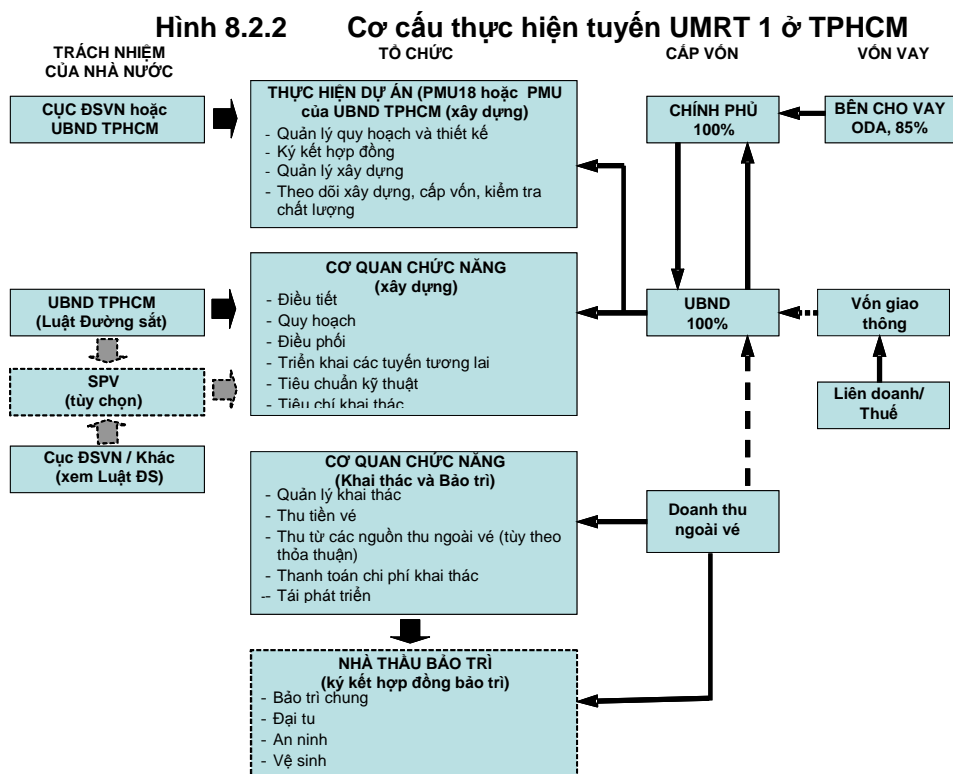 Hình 8.2.2 Cơ cấu thực hiện tuyến UMRT 1 ở TPHCM
TRÁCH NHIỆM
CỦA NHÀ NƯỚC
TỔ CHỨC
CẤP VỐN
VỐN VAY
CỤC ĐSVN hoặc
UBND TPHCM
THỰC HIỆN DỰ ÁN (PMU18 hoặc PMU
của UBND TPHCM (xây dựng)
- Quản lý quy hoạch và thiết kế
- Ký kết hợp đồng
- Quản lý xây dựng
- Theo dõi xây dựng, cấp vốn, kiểm tra
chất lượng
CHÍNH PHỦ
100%
BÊN CHO VAY
ODA, 85%
UBND TPHCM
(Luật Đường sắt)
SPV
(tùy chọn)
Cục ĐSVN / Khác
(xem Luật ĐS)
CƠ QUAN CHỨC NĂNG
(xây dựng)
- Điều tiết
- Quy hoạch
- Điều phối
- Triển khai các tuyến tương lai
- Tiêu chuẩn kỹ thuật
- Tiêu chí khai thác
UBND
100%
Vốn giao
thông
Liên doanh/
Thuế
CƠ QUAN CHỨC NĂNG
(Khai thác và Bảo trì)
- Quản lý khai thác
- Thu tiền vé
- Thu từ các nguồn thu ngoài vé (tùy theo
thỏa thuận)
- Thanh toán chi phí khai thác
-- Tái phát triển
Doanh thu
ngoài vé
NHÀ THẦU BẢO TRÌ
(ký kết hợp đồng bảo trì)
- Bảo trì chung
- Đại tu
- An ninh
- Vệ sinh